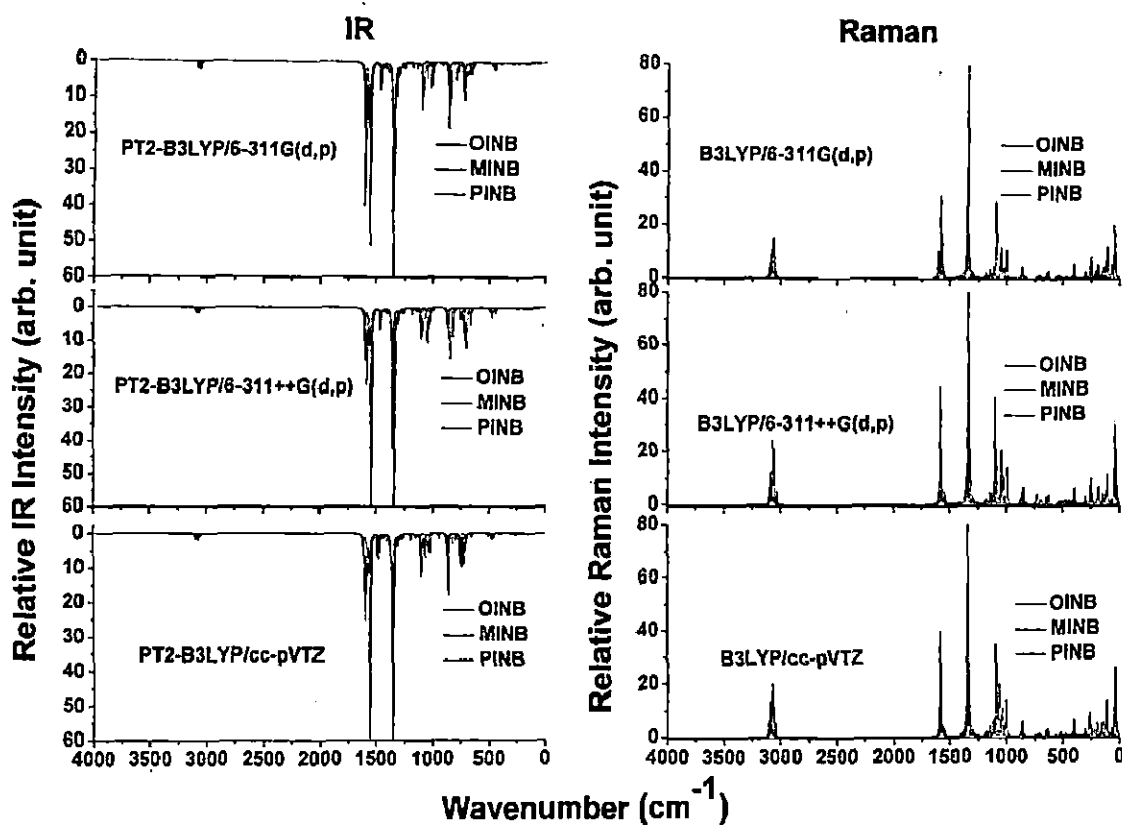 IR
Raman
Relative IR Intensity (arb. unit)
0
10
20
30
40
50
60
PT2-B3LYP/6-311G(d,p)
OINB
MINB
PINB
0
10
20
30
40
50
60
PT2-B3LYP/6-311++G(d,p)
OINB
MINB
PINB
0
10
20
30
40
50
60
PT2-B3LYP/cc-pVTZ
OINB
MINB
PINB
4000 3500 3000 2500 2000 1500 1000 500 0
Relative Raman Intensity (arb. unit)
80
60
40
20
0
B3LYP/6-311G(d,p)
OINB
MINB
PINB
80
60
40
20
0
B3LYP/6-311++G(d,p)
OINB
MINB
PINB
80
60
40
20
0
B3LYP/cc-pVTZ
OINB
MINB
PINB
4000 3500 3000 2500 2000 1500 1000 500 0
Wavenumber (cm⁻¹)